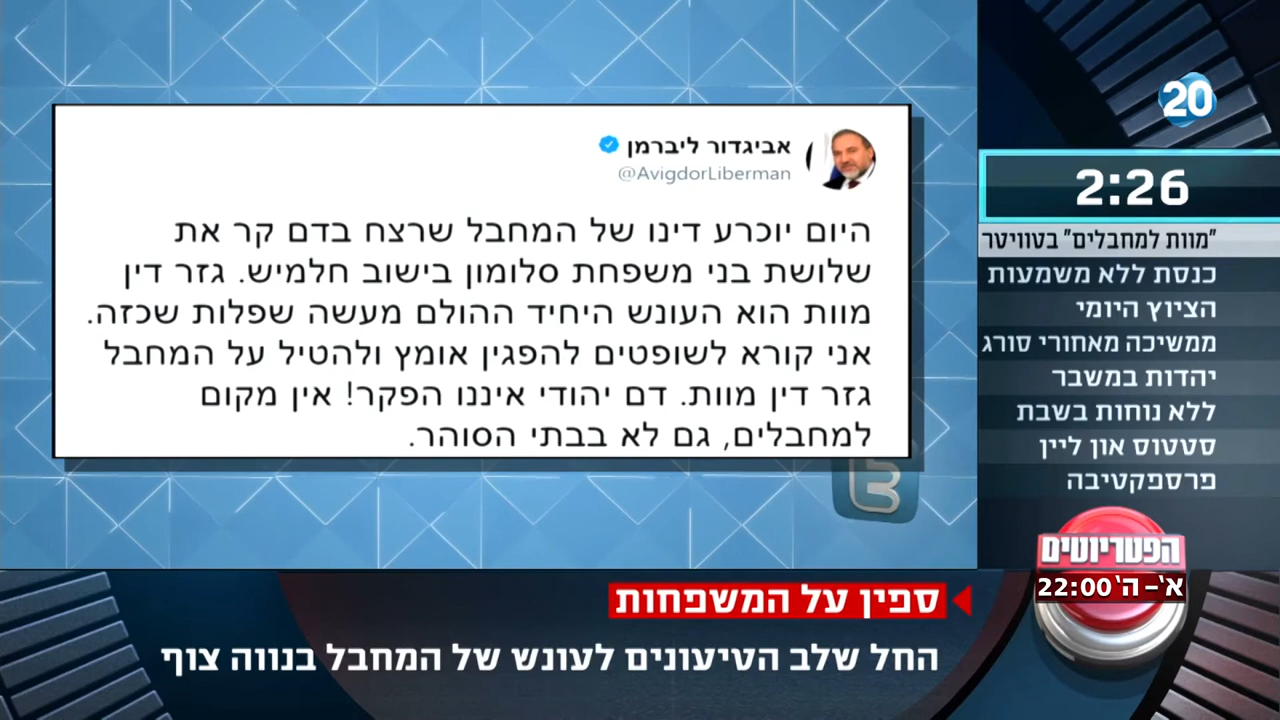 אביגדור ליברמן
@AvigdorLiberman
היום יוכרע דינו של המחבל שרצח בדם קר את
שלושת בני משפחת סלומון בישוב חלמיש. גזר דין
מוות הוא העונש היחיד ההולם מעשה שפלות שכזה.
אני קורא לשופטים להפגין אומץ ולהטיל על המחבל
גזר דין מוות. דם יהודי איננו הפקר! אין מקום
למחבלים, גם לא בבתי הסוהר.
20
2:26
"מוות למחבלים" בטוויטר
כנסת ללא משמעות
הציוץ היומי
ממשיכה מאחורי סורג
יהדות במשבר
ללא נוחות בשבת
סטטוס און ליין
פרספקטיבה
הפטריוטים
א'-ה' 22:00
ספין על המשפחות
החל שלב הטיעונים לעונש של המחבל בנווה צוף